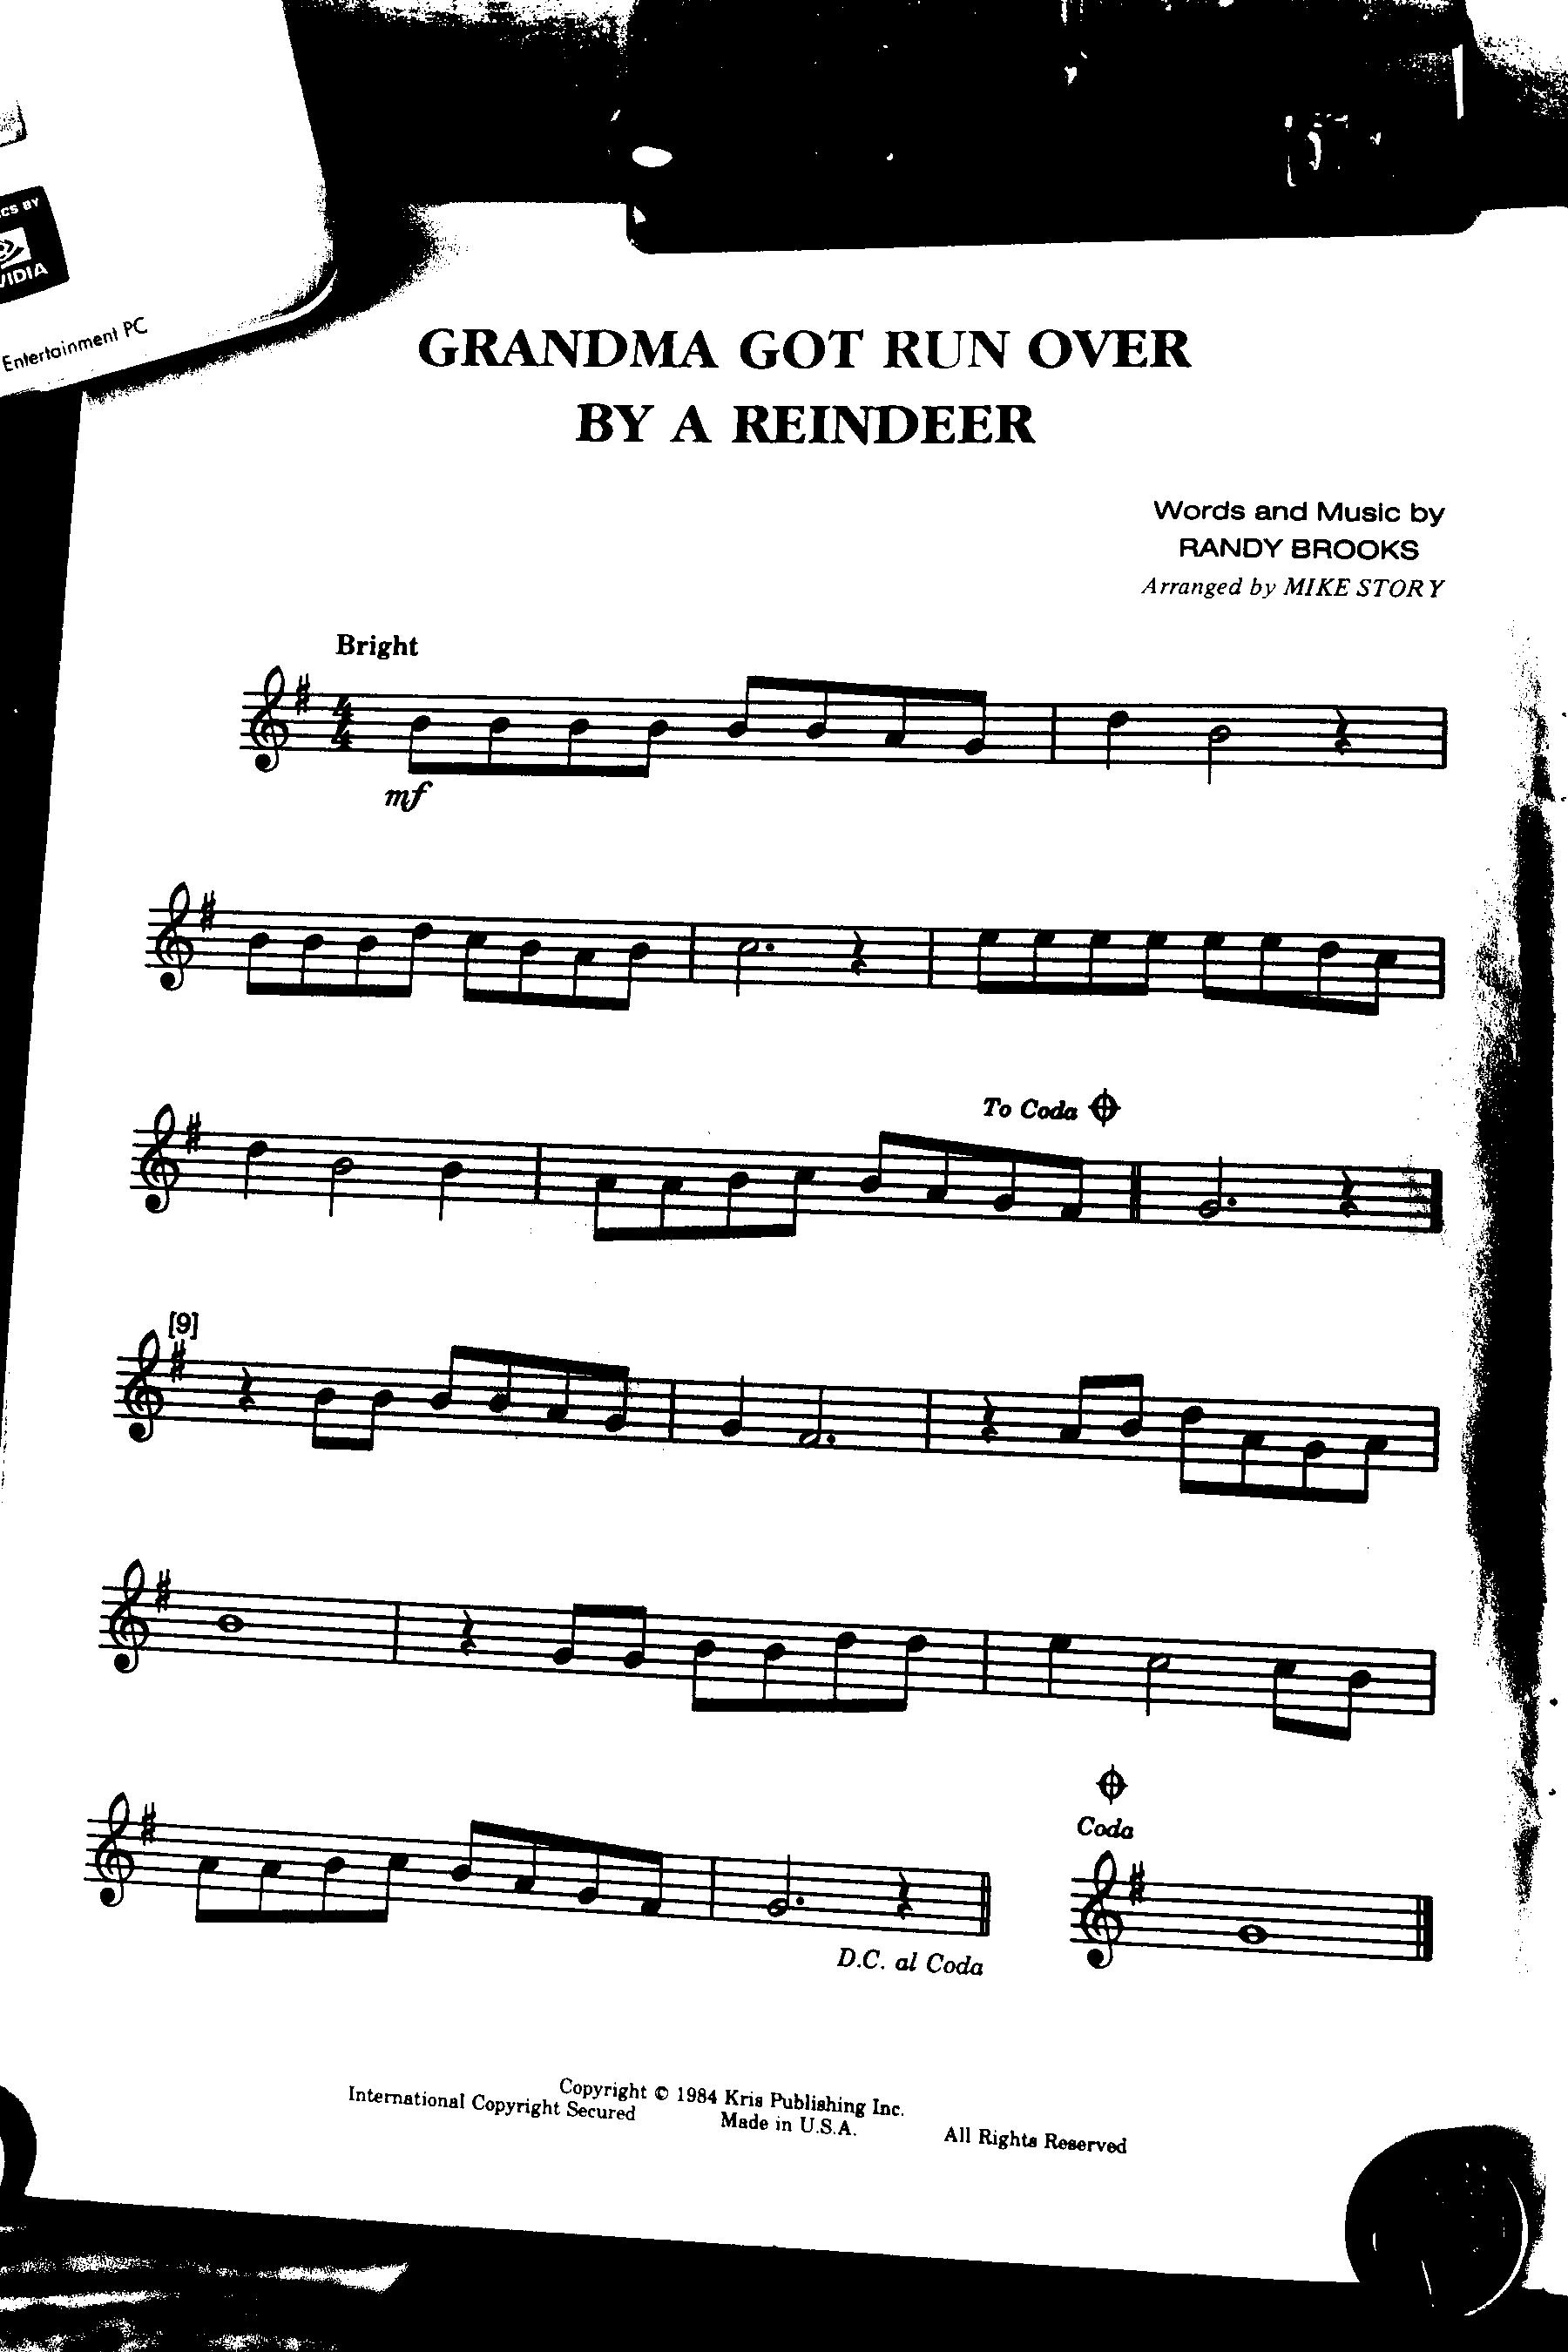 CS BY
VIDIA
Entertainment PC
GRANDMA GOT RUN OVER
BY A REINDEER
Words and Music by
RANDY BROOKS
Arranged by MIKE STORY
Bright
4
4
mf
To Coda
[9]
Coda
D.C. al Coda
Copyright © 1984 Kris Publishing Inc.
International Copyright Secured Made in U.S.A. All Rights Reserved